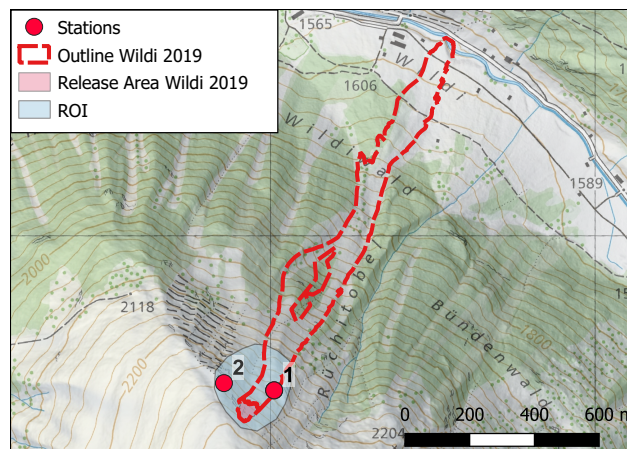 Stations
Outline Wildi 2019
Release Area Wildi 2019
ROI
1565
1606
Wildi
Wildiwald
1589
2000
2118
2200
Rüchitobel
Bündenwald
1800
2
1
2204
0 200 400 600 m